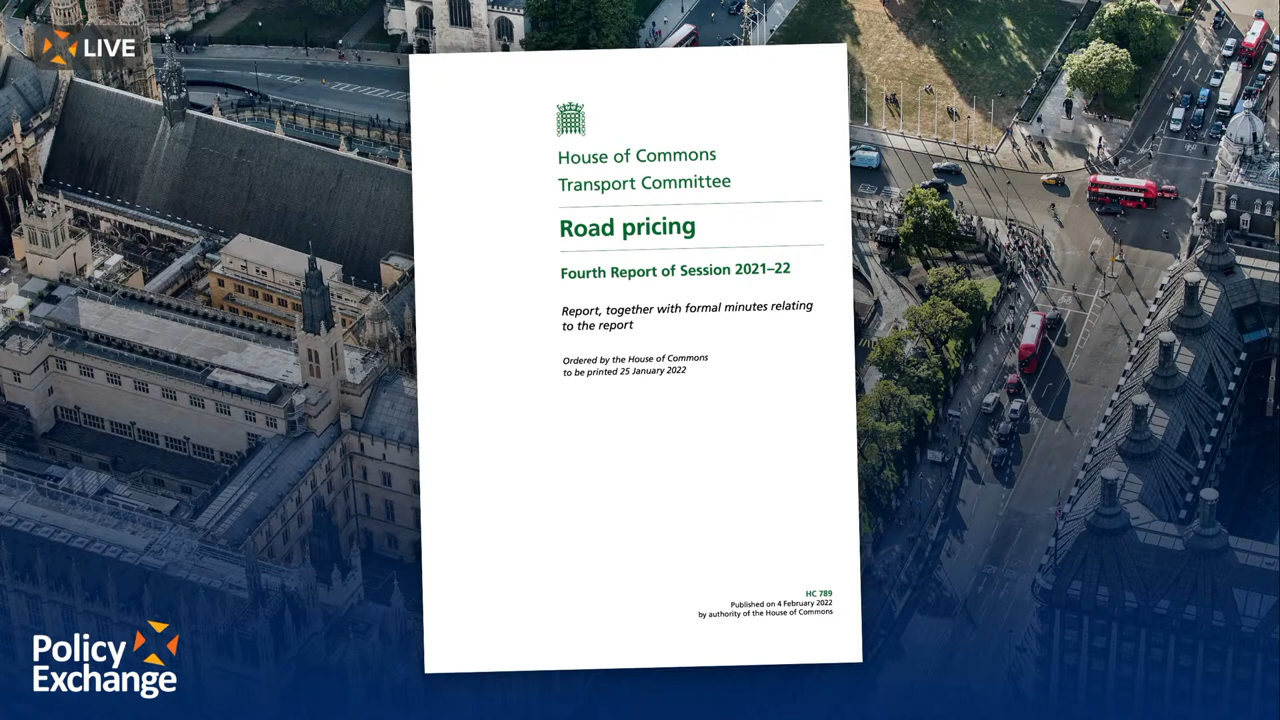 LIVE
House of Commons
Transport Committee
Road pricing
Fourth Report of Session 2021–22
Report, together with formal minutes relating
to the report
Ordered by the House of Commons
to be printed 25 January 2022
HC 789
Published on 4 February 2022
by authority of the House of Commons
Policy
Exchange